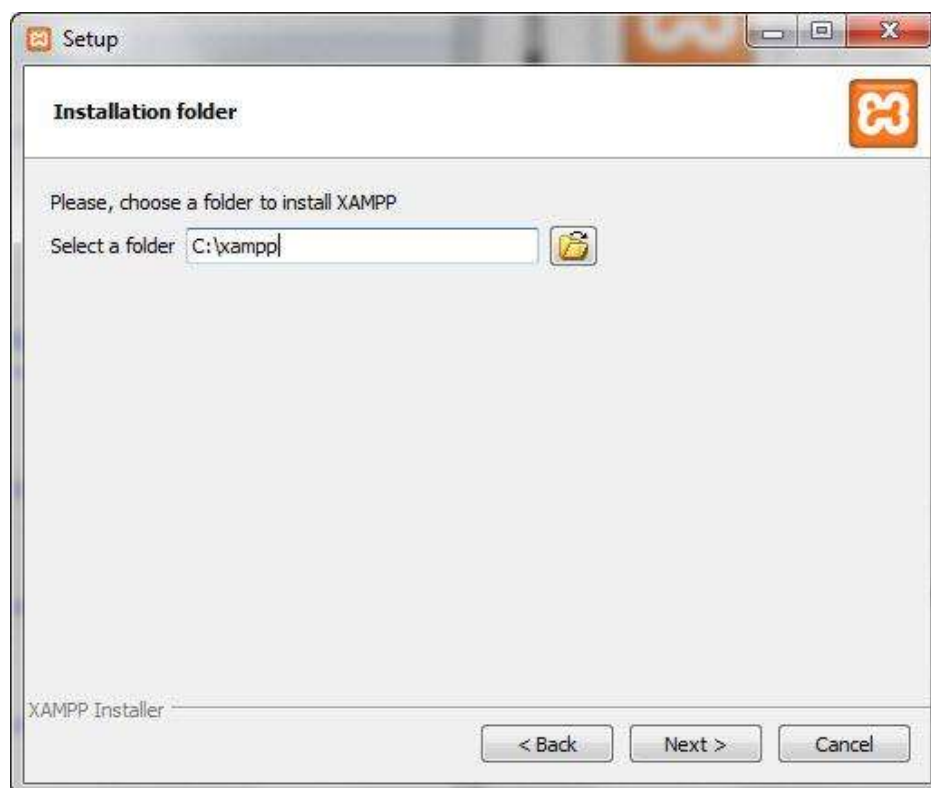 Setup
Installation folder
Please, choose a folder to install XAMPP
Select a folder C:\xampp
XAMPP Installer
< Back Next > Cancel